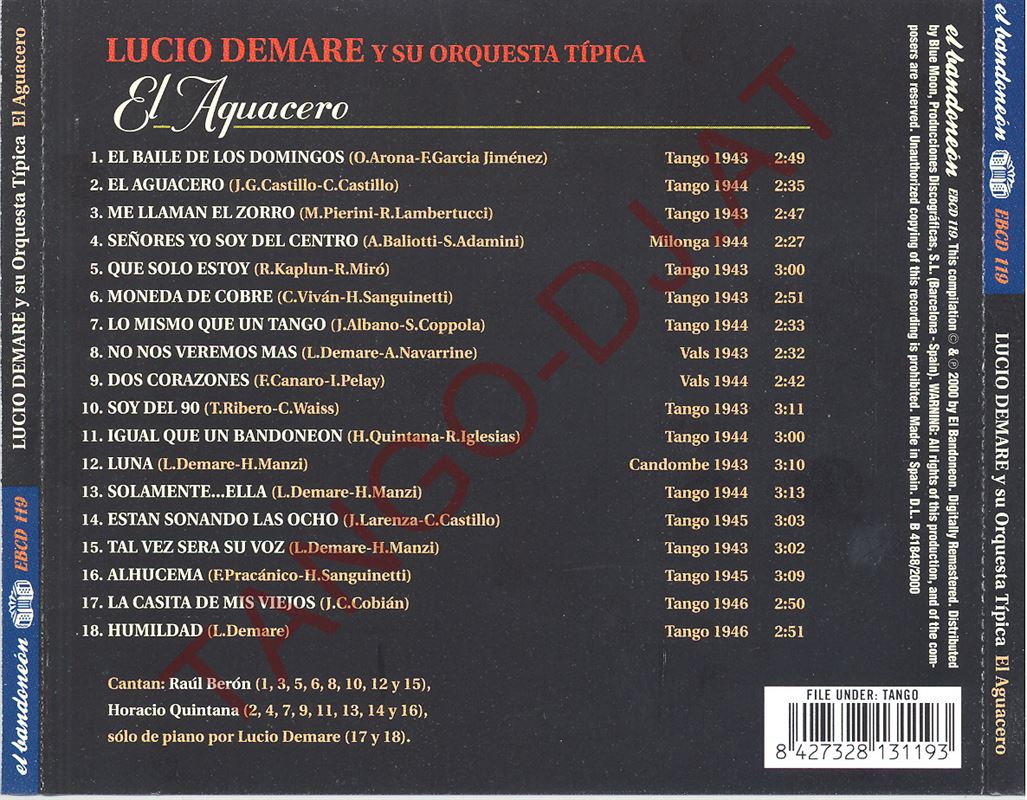 LUCIO DEMARE Y SU ORQUESTA TÍPICA
El Aguacero
1. EL BAILE DE LOS DOMINGOS (O.Arona-F.Garcia Jiménez) Tango 1943 2:49
2. EL AGUACERO (J.G.Castillo-C.Castillo) Tango 1944 2:35
3. ME LLAMAN EL ZORRO (M.Pierini-R.Lambertucci) Tango 1943 2:47
4. SEÑORES YO SOY DEL CENTRO (A.Baliotti-S.Adamini) Milonga 1944 2:27
5. QUE SOLO ESTOY (R.Kaplun-R.Miró) Tango 1943 3:00
6. MONEDA DE COBRE (C.Viván-H.Sanguinetti) Tango 1943 2:51
7. LO MISMO QUE UN TANGO (J.Albano-S.Coppola) Tango 1944 2:33
8. NO NOS VEREMOS MAS (L.Demare-A.Navarrine) Vals 1943 2:32
9. DOS CORAZONES (F.Canaro-I.Pelay) Vals 1944 2:42
10. SOY DEL 90 (T.Ribero-C.Waiss) Tango 1943 3:11
11. IGUAL QUE UN BANDONEON (H.Quintana-R.Iglesias) Tango 1944 3:00
12. LUNA (L.Demare-H.Manzi) Candombe 1943 3:10
13. SOLAMENTE...ELLA (L.Demare-H.Manzi) Tango 1944 3:13
14. ESTAN SONANDO LAS OCHO (J.Larenza-C.Castillo) Tango 1945 3:03
15. TAL VEZ SERA SU VOZ (L.Demare-H.Manzi) Tango 1943 3:02
16. ALHUCEMA (F.Pracánico-H.Sanguinetti) Tango 1945 3:09
17. LA CASITA DE MIS VIEJOS (J.C.Cobián) Tango 1946 2:50
18. HUMILDAD (L.Demare) Tango 1946 2:51
Cantan: Raúl Berón (1, 3, 5, 6, 8, 10, 12 y 15),
Horacio Quintana (2, 4, 7, 9, 11, 13, 14 y 16),
sólo de piano por Lucio Demare (17 y 18).
el bandoneón EBCD 119. This compilation © & ℗ 2000 by El Bandoneon. Digitally Remastered. Distributed
by Blue Moon, Producciones Discográficas, S.L. (Barcelona - Spain), WARNING: All rights of this production, and of the com-
posers are reserved. Unauthorized copying of this recording is prohibited. Made in Spain. D.L. B 41848/2000
FILE UNDER: TANGO
8 427328 131193
el bandoneón EBCD 119 LUCIO DEMARE y su Orquesta Típica El Aguacero
el bandoneón EBCD 119 LUCIO DEMARE y su Orquesta Típica El Aguacero
TANGO-DJ.AT